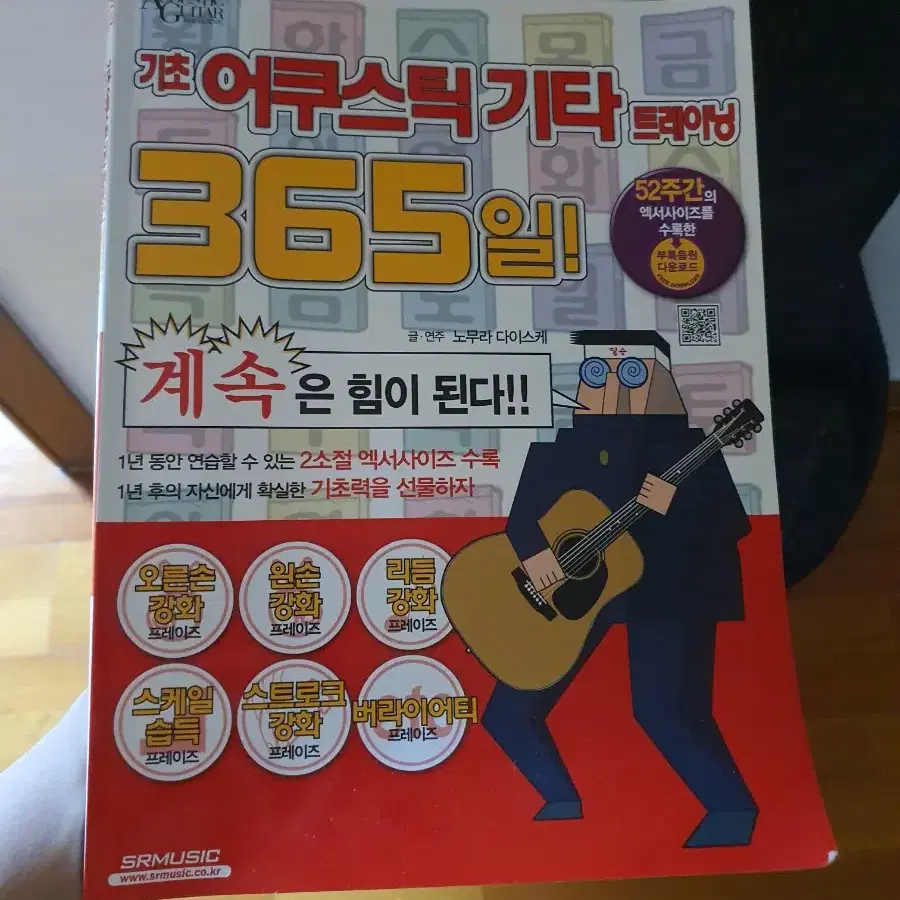 ACOUSTIC GUITAR
기초 어쿠스틱 기타 트레이닝
365일!
52주간의
엑서사이즈를
수록한
부록음원
다운로드
FREE DOWNLOAD
글·연주 노무라 다이스케
필승
계속은 힘이 된다!!
1년 동안 연습할 수 있는 2소절 엑서사이즈 수록
1년 후의 자신에게 확실한 기초력을 선물하자
오른손
강화
프레이즈
왼손
강화
프레이즈
리듬
강화
프레이즈
스케일
습득
프레이즈
스트로크
강화
프레이즈
버라이어티
프레이즈
SRMUSIC
www.srmusic.co.kr